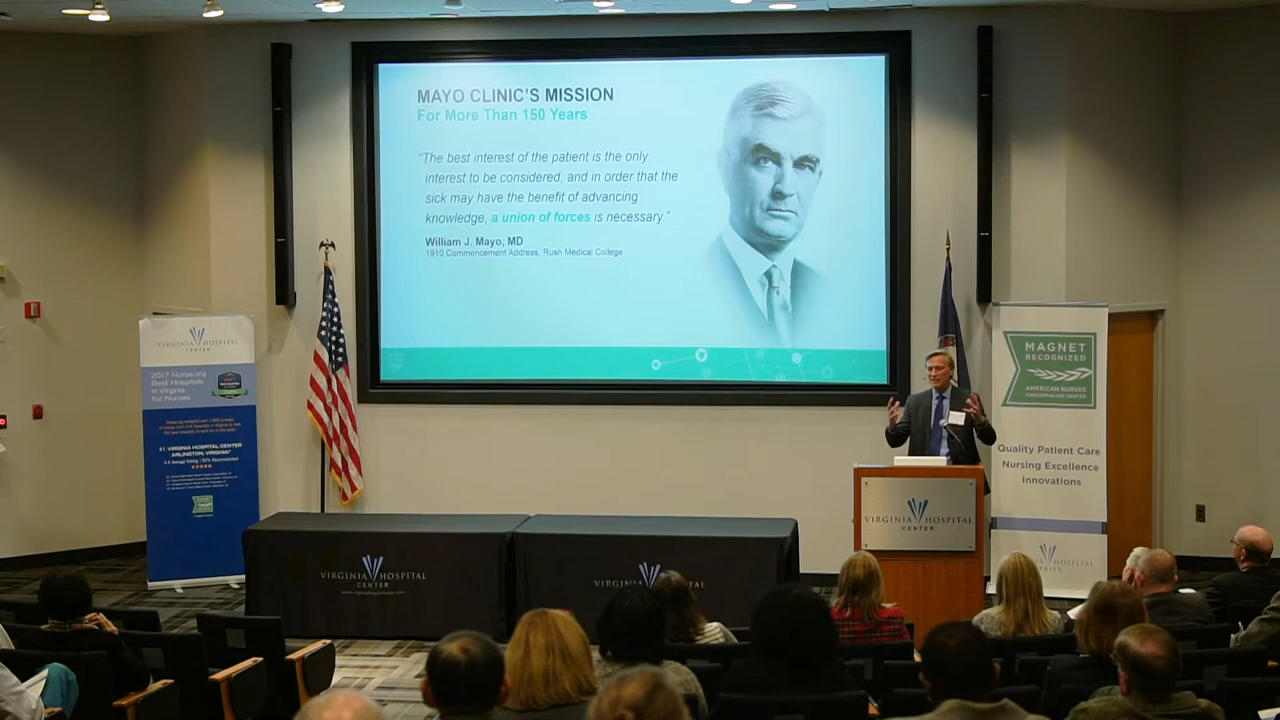 MAYO CLINIC'S MISSION
For More Than 150 Years
"The best interest of the patient is the only
interest to be considered, and in order that the
sick may have the benefit of advancing
knowledge, a union of forces is necessary."
William J. Mayo, MD
1910 Commencement Address, Rush Medical College
VIRGINIA HOSPITAL
CENTER
2017 Nurse.org
Best Hospitals
in Virginia
for Nurses
#1. VIRGINIA HOSPITAL CENTER
ARLINGTON, VIRGINIA*
VIRGINIA HOSPITAL
CENTER
VIRGINIA HOSPITAL
VIRGINIA HOSPITAL
CENTER
MAGNET
RECOGNIZED
AMERICAN NURSES
CREDENTIALING CENTER
Quality Patient Care
Nursing Excellence
Innovations
VIRGINIA HOSPITAL
CENTER